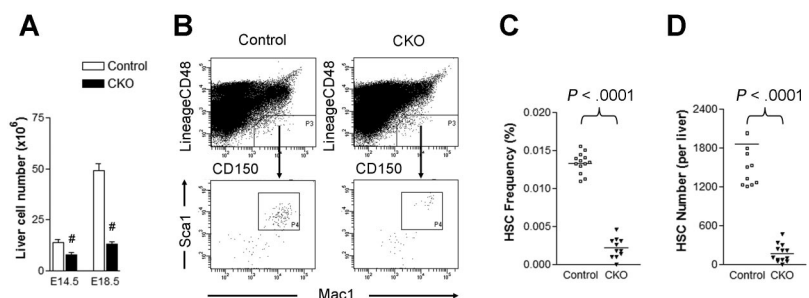 A
Control
CKO
Liver cell number (x10⁶)
75
50
25
0
#
#
E14.5
E18.5
B
Control
CKO
LineageCD48
LineageCD48
P3
P3
CD150
CD150
Sca1
P4
P4
Mac1
C
P < .0001
HSC Frequency (%)
0.020
0.015
0.010
0.005
0.000
Control
CKO
D
P < .0001
HSC Number (per liver)
2400
1800
1200
600
0
Control
CKO